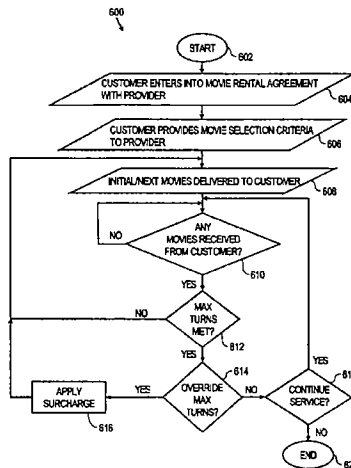 600
START
602
CUSTOMER ENTERS INTO MOVIE RENTAL AGREEMENT
WITH PROVIDER
604
CUSTOMER PROVIDES MOVIE SELECTION CRITERIA
TO PROVIDER
606
INITIAL/NEXT MOVIES DELIVERED TO CUSTOMER
608
NO
ANY
MOVIES RECEIVED
FROM CUSTOMER?
610
YES
NO
MAX
TURNS
MET?
612
YES
614
YES
APPLY
SURCHARGE
616
YES
OVERRIDE
MAX
TURNS?
NO
CONTINUE
SERVICE?
NO
END